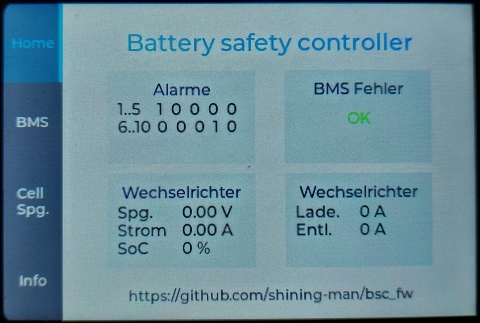 Home
BMS
Cell
Spg.
Info
Battery safety controller
Alarme
1..5 1 0 0 0 0
6..10 0 0 0 1 0
BMS Fehler
OK
Wechselrichter
Spg. 0.00 V
Strom 0.00 A
SoC 0 %
Wechselrichter
Lade. 0 A
Entl. 0 A
https://github.com/shining-man/bsc_fw